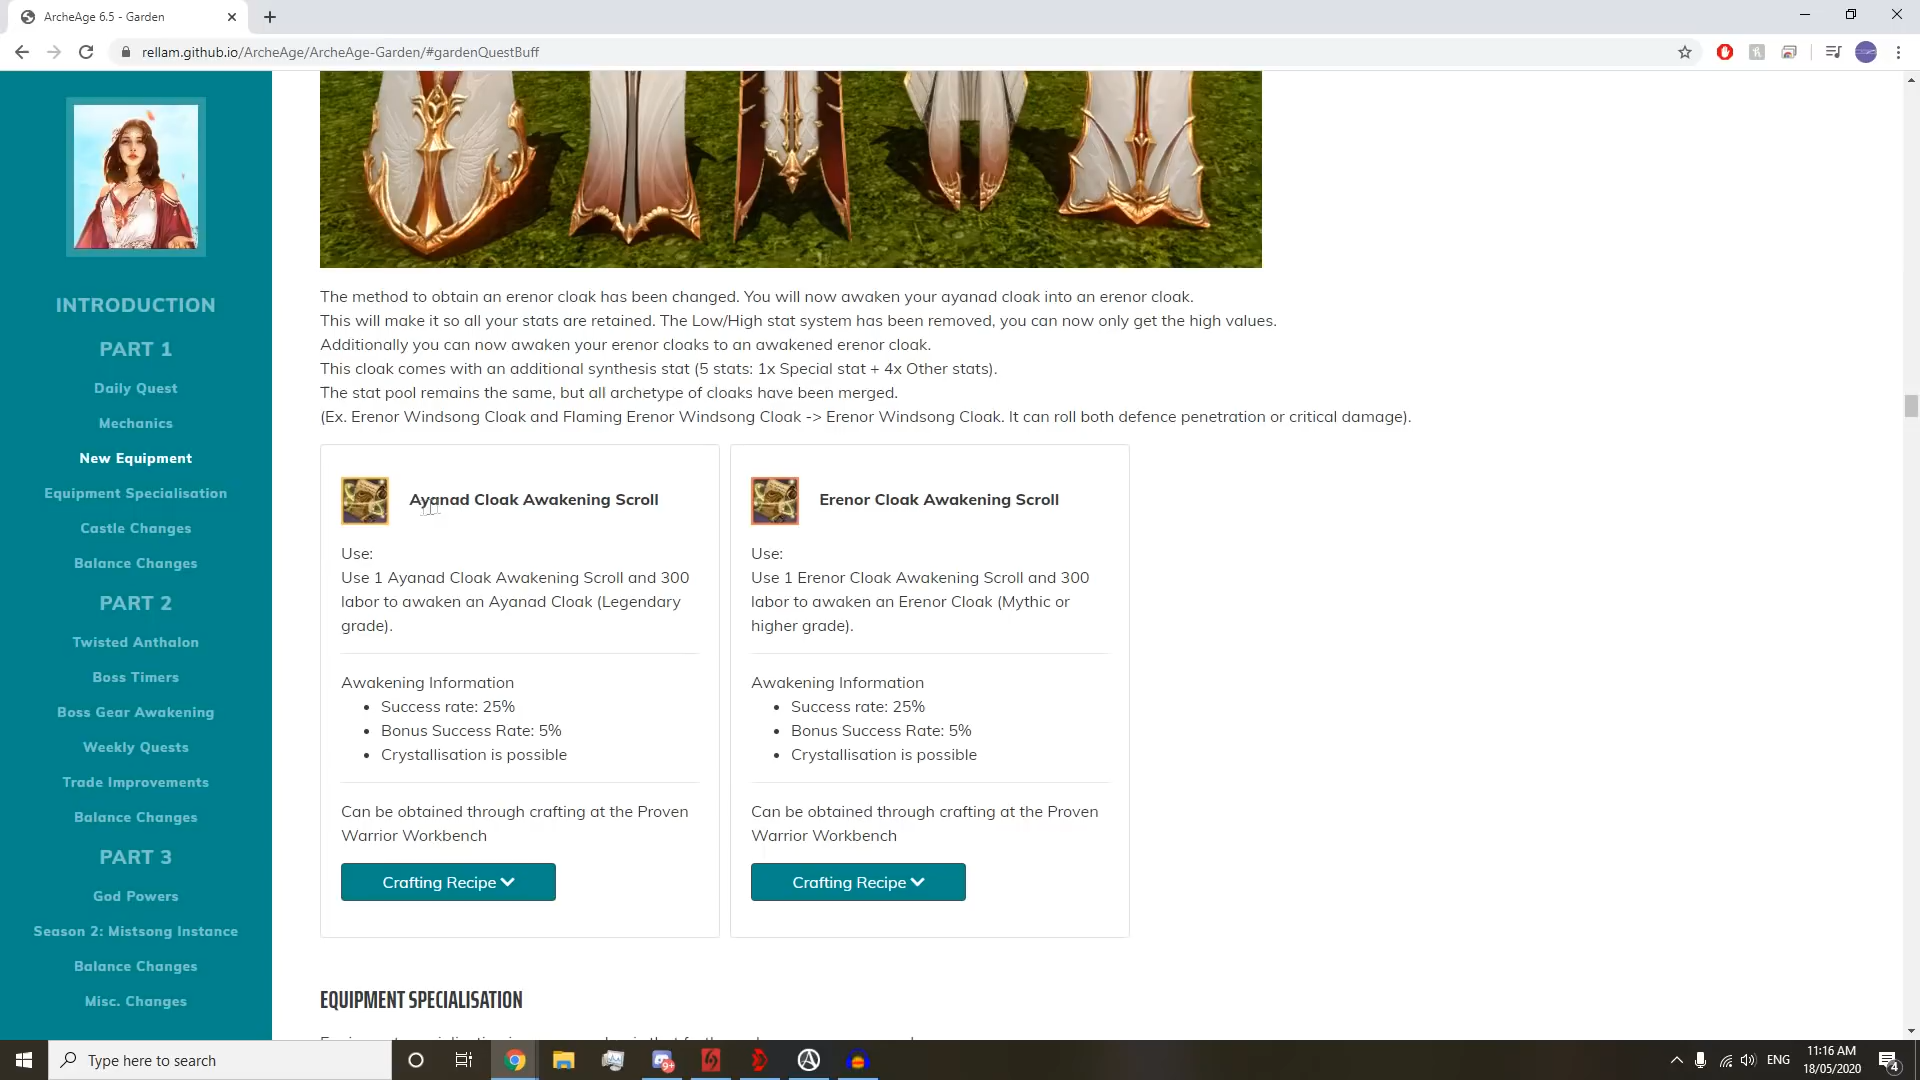 ArcheAge 6.5 - Garden
rellam.github.io/ArcheAge/ArcheAge-Garden/#gardenQuestBuff
INTRODUCTION
PART 1
Daily Quest
Mechanics
New Equipment
Equipment Specialisation
Castle Changes
Balance Changes
PART 2
Twisted Anthalon
Boss Timers
Boss Gear Awakening
Weekly Quests
Trade Improvements
Balance Changes
PART 3
God Powers
Season 2: Mistsong Instance
Balance Changes
Misc. Changes
The method to obtain an erenor cloak has been changed. You will now awaken your ayanad cloak into an erenor cloak.
This will make it so all your stats are retained. The Low/High stat system has been removed, you can now only get the high values.
Additionally you can now awaken your erenor cloaks to an awakened erenor cloak.
This cloak comes with an additional synthesis stat (5 stats: 1x Special stat + 4x Other stats).
The stat pool remains the same, but all archetype of cloaks have been merged.
(Ex. Erenor Windsong Cloak and Flaming Erenor Windsong Cloak -> Erenor Windsong Cloak. It can roll both defence penetration or critical damage).
Ayanad Cloak Awakening Scroll
Use:
Use 1 Ayanad Cloak Awakening Scroll and 300
labor to awaken an Ayanad Cloak (Legendary
grade).
Awakening Information
• Success rate: 25%
• Bonus Success Rate: 5%
• Crystallisation is possible
Can be obtained through crafting at the Proven
Warrior Workbench
Crafting Recipe
Erenor Cloak Awakening Scroll
Use:
Use 1 Erenor Cloak Awakening Scroll and 300
labor to awaken an Erenor Cloak (Mythic or
higher grade).
Awakening Information
• Success rate: 25%
• Bonus Success Rate: 5%
• Crystallisation is possible
Can be obtained through crafting at the Proven
Warrior Workbench
Crafting Recipe
EQUIPMENT SPECIALISATION
Type here to search
9+
ENG
11:16 AM
18/05/2020
4